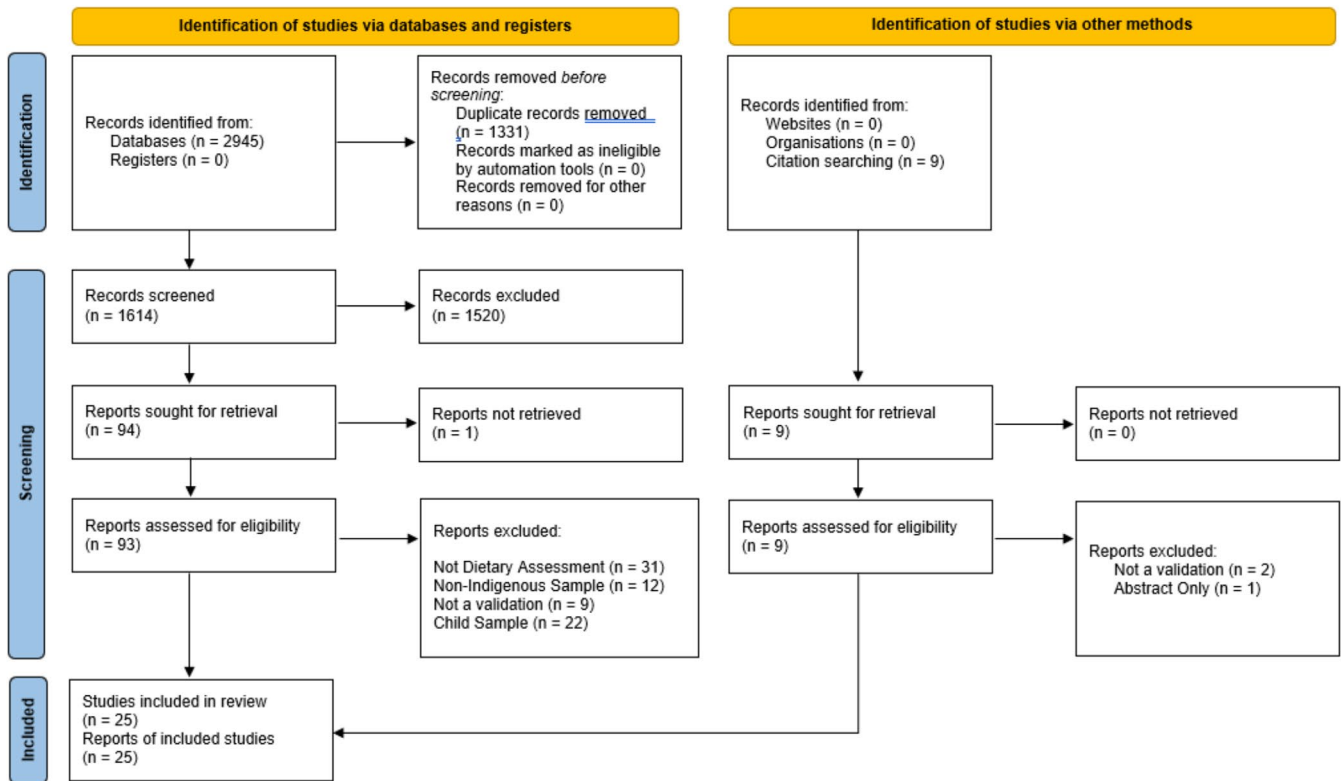 Identification of studies via databases and registers
Identification of studies via other methods
Identification
Records identified from:
Databases (n = 2945)
Registers (n = 0)
Records removed before
screening:
Duplicate records removed
(n = 1331)
Records marked as ineligible
by automation tools (n = 0)
Records removed for other
reasons (n = 0)
Records identified from:
Websites (n = 0)
Organisations (n = 0)
Citation searching (n = 9)
Screening
Records screened
(n = 1614)
Records excluded
(n = 1520)
Reports sought for retrieval
(n = 94)
Reports not retrieved
(n = 1)
Reports sought for retrieval
(n = 9)
Reports not retrieved
(n = 0)
Reports assessed for eligibility
(n = 93)
Reports excluded:
Not Dietary Assessment (n = 31)
Non-Indigenous Sample (n = 12)
Not a validation (n = 9)
Child Sample (n = 22)
Reports assessed for eligibility
(n = 9)
Reports excluded:
Not a validation (n = 2)
Abstract Only (n = 1)
Included
Studies included in review
(n = 25)
Reports of included studies
(n = 25)